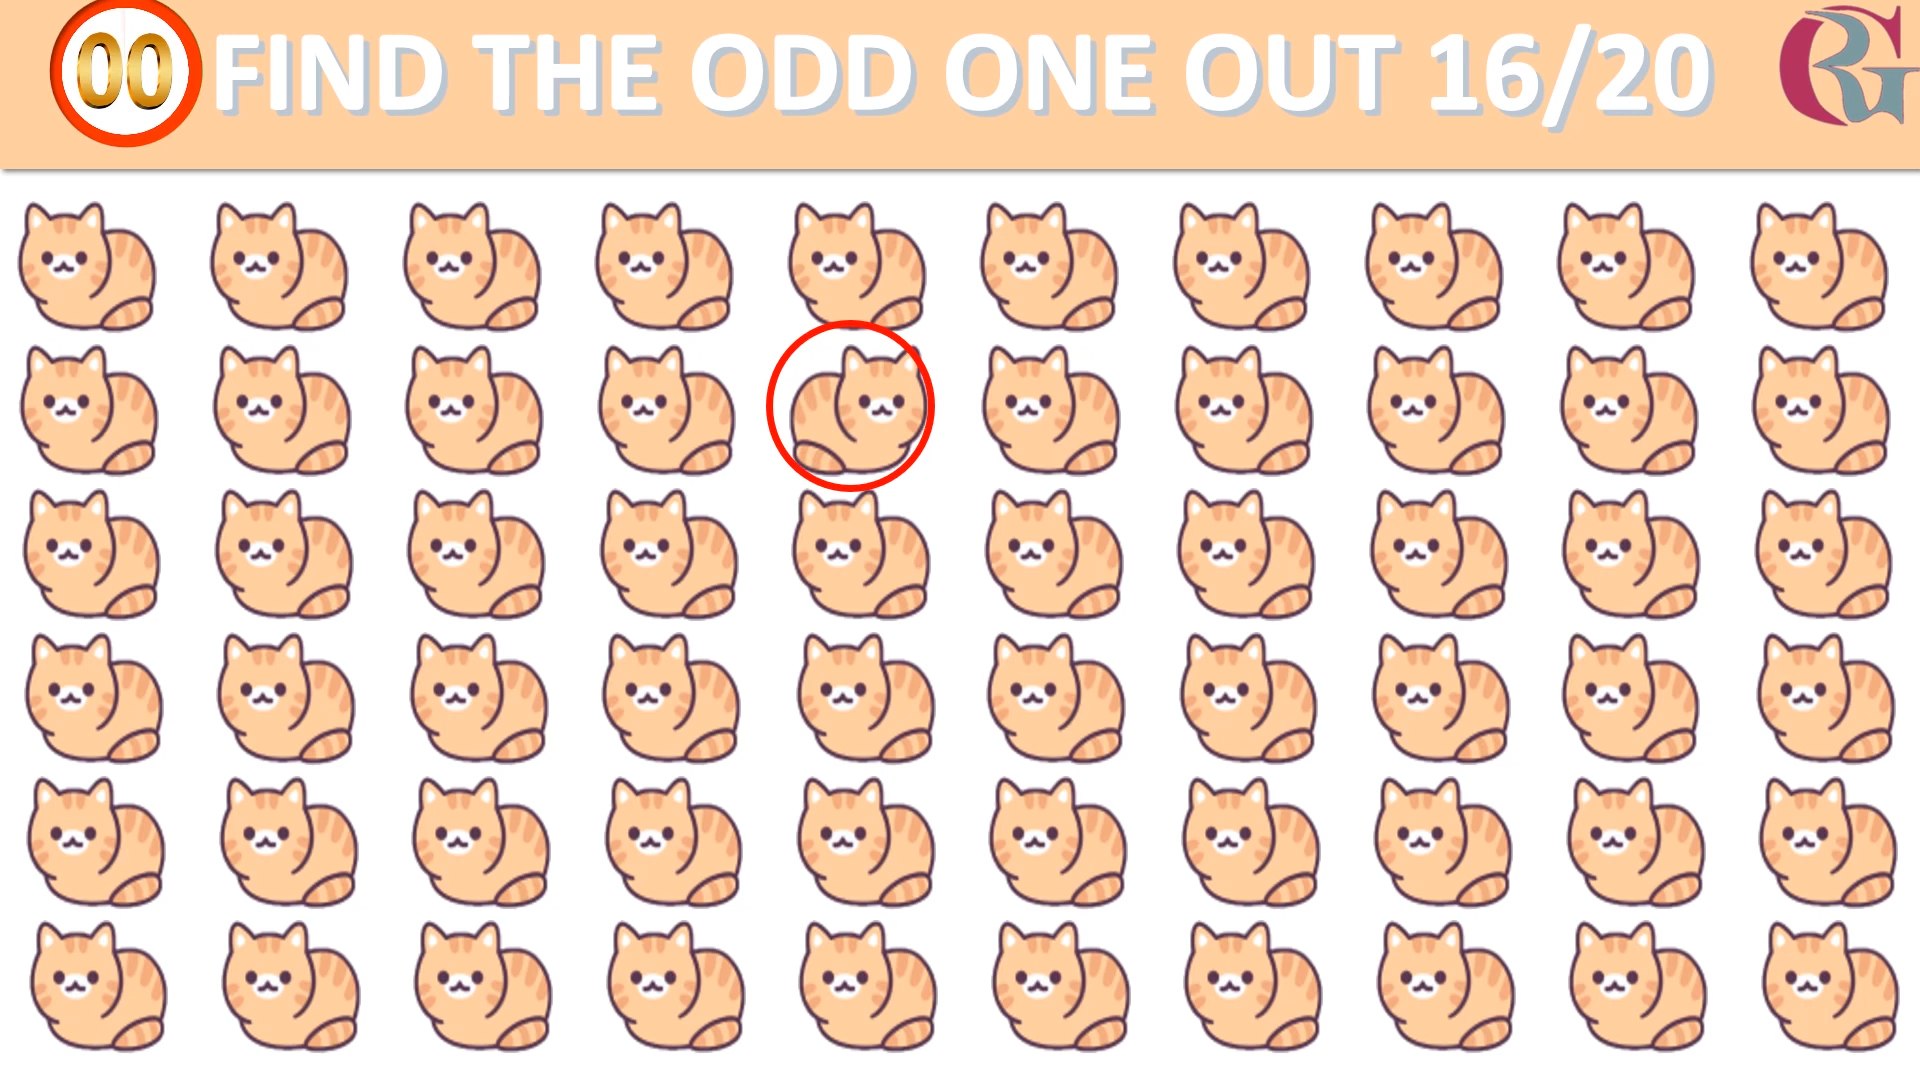 00 FIND THE ODD ONE OUT 16/20